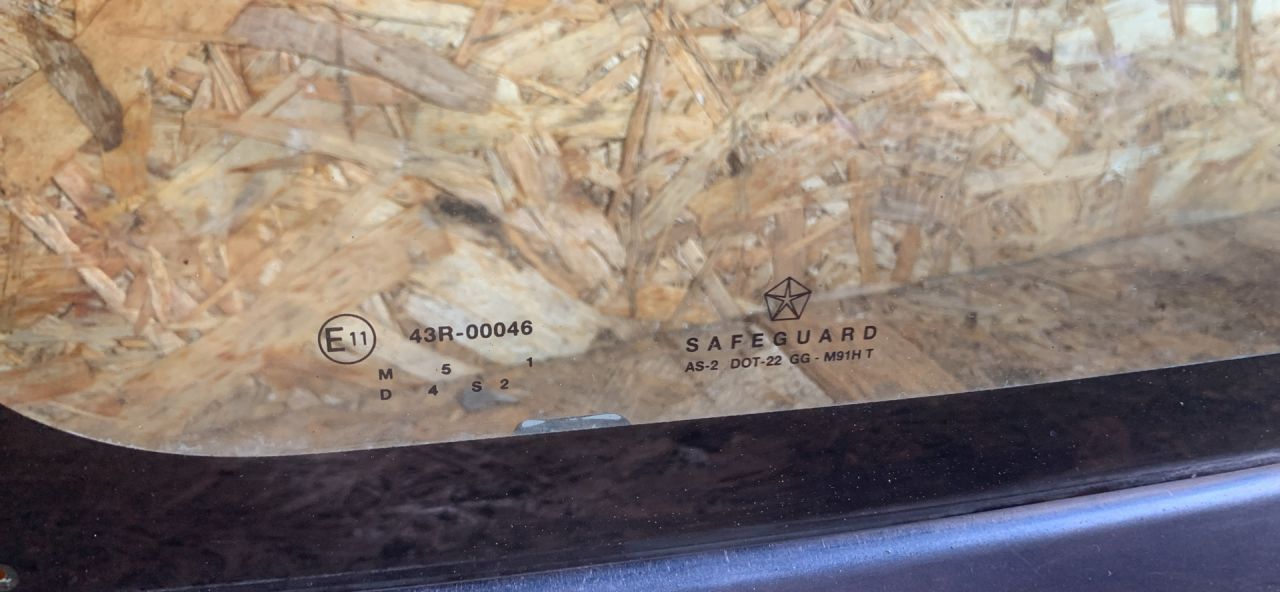 E11 43R-00046
M 5 1
D 4 S 2
SAFEGUARD
AS-2 DOT-22 GG - M91H T